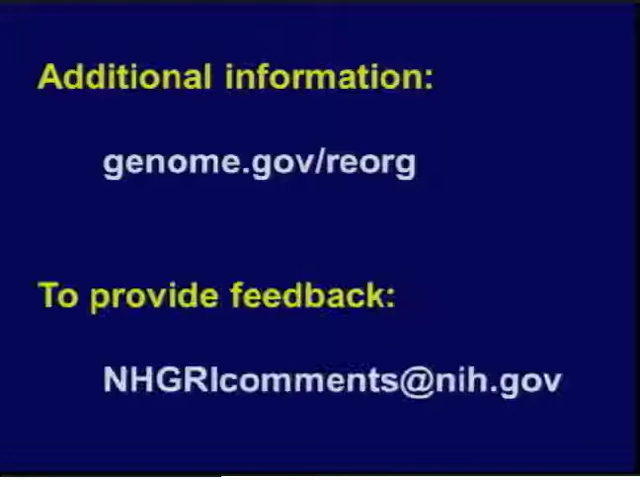 Additional information:
genome.gov/reorg
To provide feedback:
NHGRIcomments@nih.gov